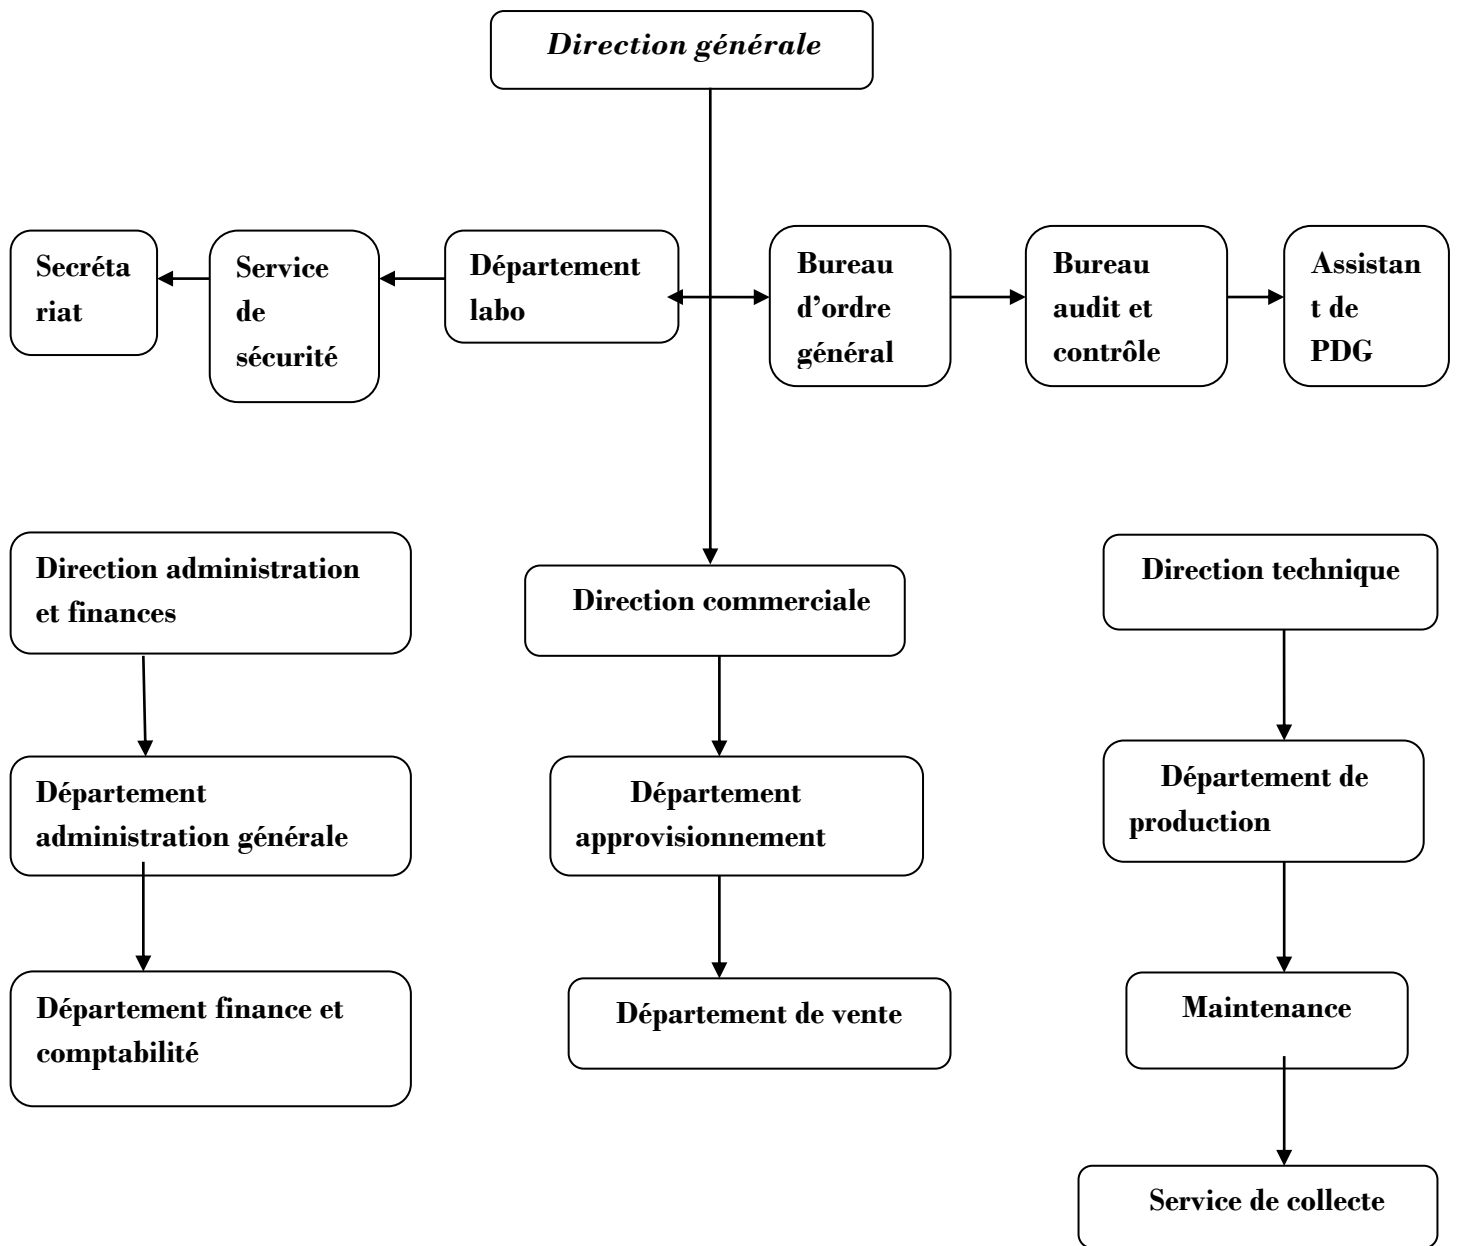 Direction générale
Secréta
riat
Service
de
sécurité
Département
labo
Bureau
d’ordre
général
Bureau
audit et
contrôle
Assistan
t de
PDG
Direction administration
et finances
Direction commerciale
Direction technique
Département
administration générale
Département
approvisionnement
Département de
production
Département finance et
comptabilité
Département de vente
Maintenance
Service de collecte